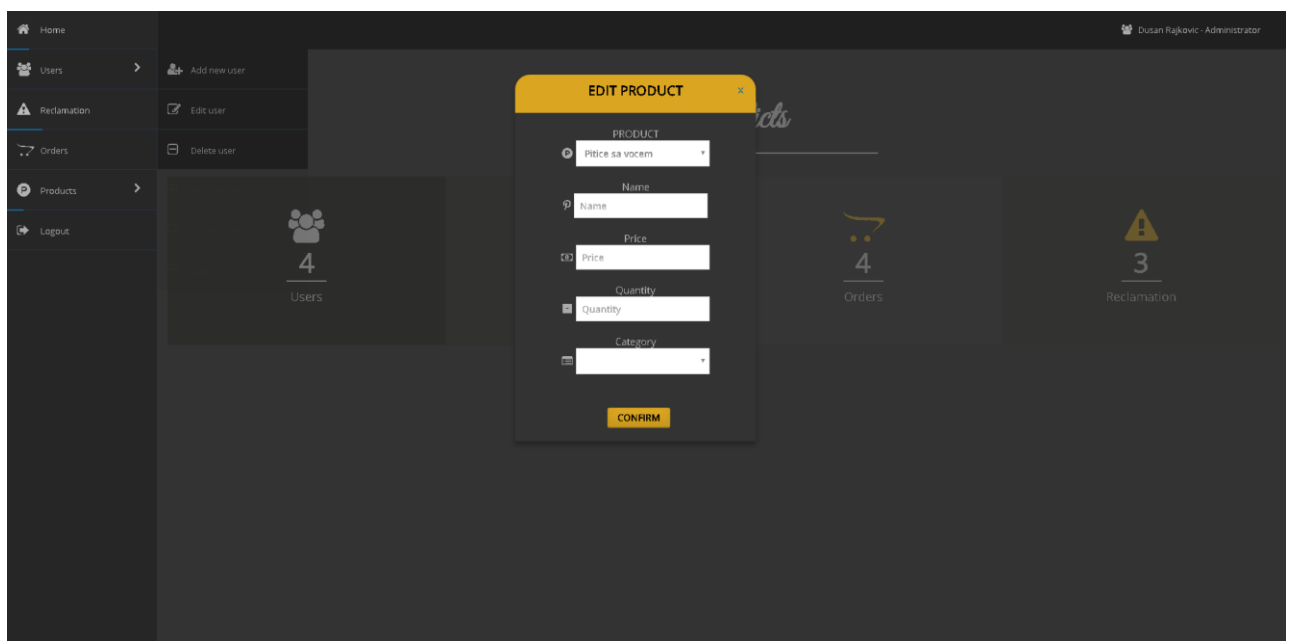 Home
Dusan Rajkovic - Administrator
Users
Add new user
Reclamation
Edit user
Orders
Delete user
Products
Logout
EDIT PRODUCT
x
PRODUCT
Pitice sa vocem
Name
Name
Price
Price
Quantity
Quantity
Category
CONFIRM
4
Users
4
Orders
3
Reclamation